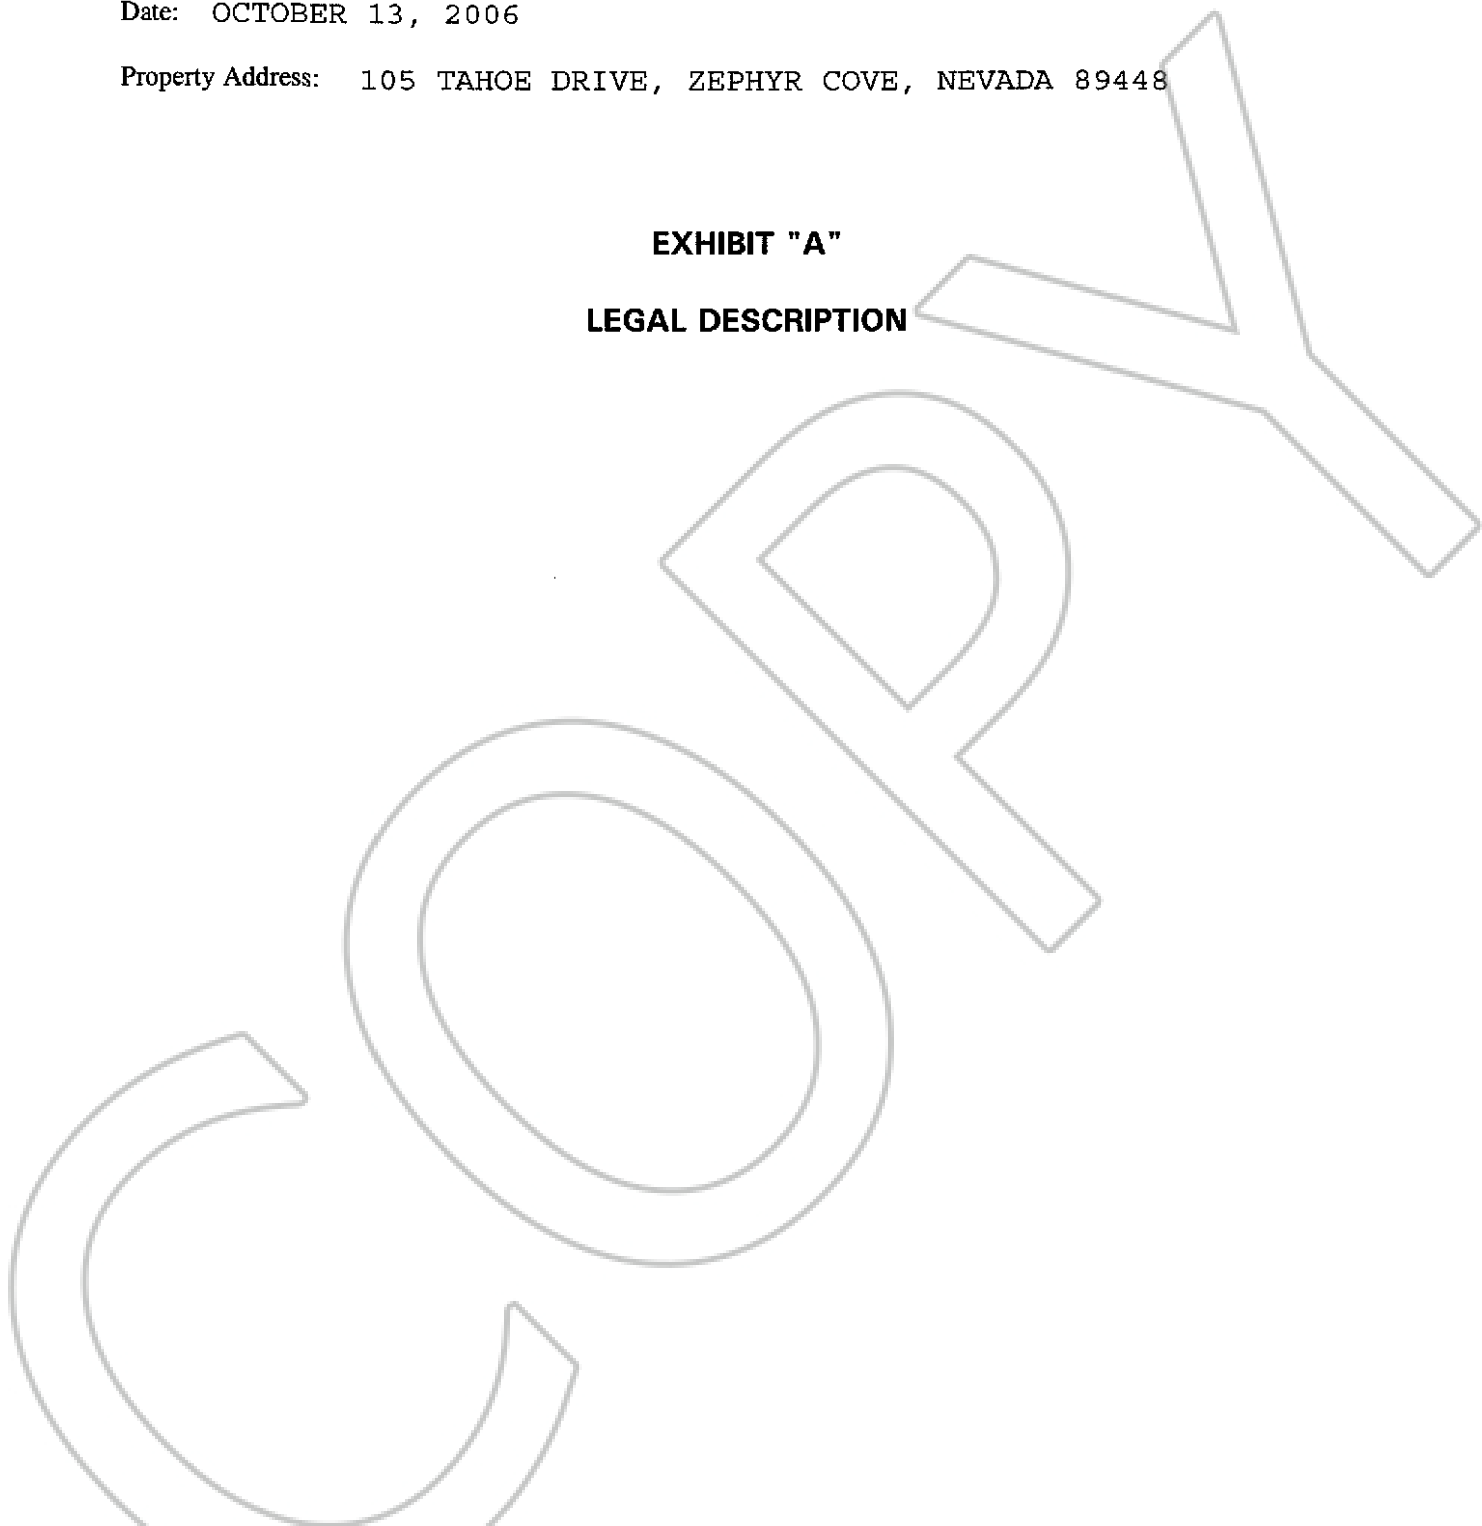 Date: OCTOBER 13, 2006
Property Address: 105 TAHOE DRIVE, ZEPHYR COVE, NEVADA 89448
EXHIBIT "A"
LEGAL DESCRIPTION
COPY